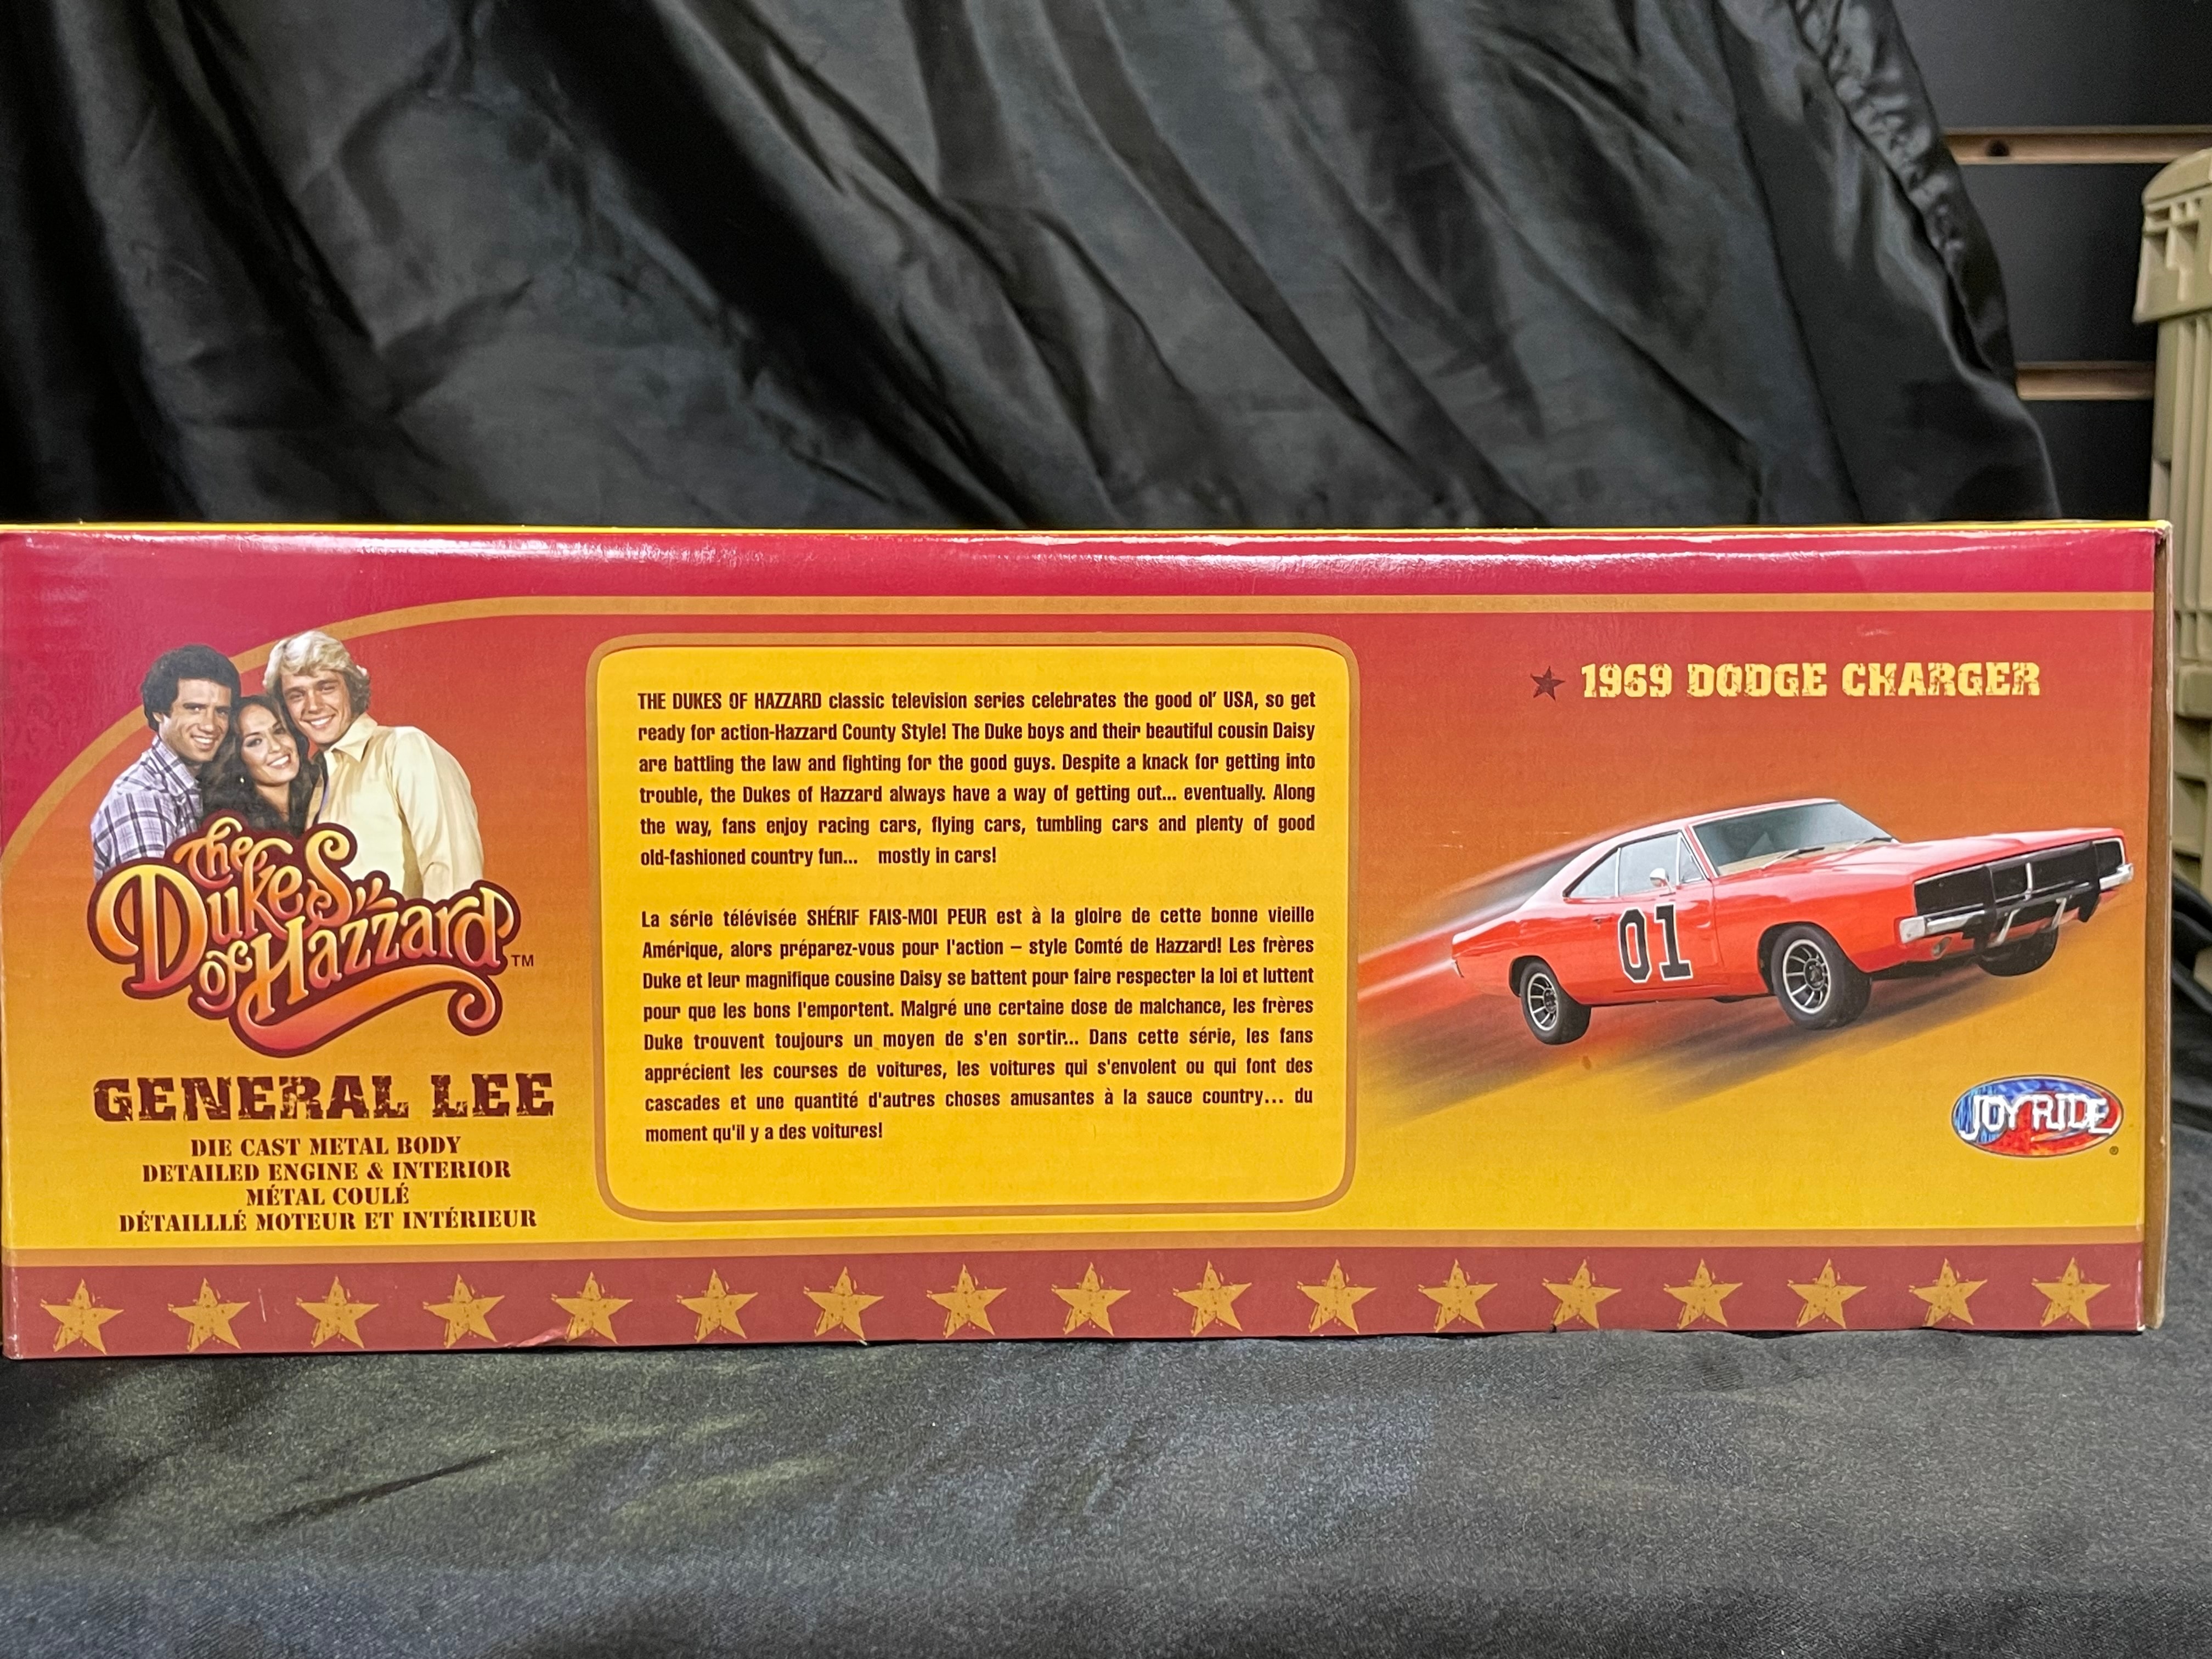 The
Dukes
of Hazzard™
GENERAL LEE
DIE CAST METAL BODY
DETAILED ENGINE & INTERIOR
MÉTAL COULÉ
DÉTAILLLÉ MOTEUR ET INTÉRIEUR
THE DUKES OF HAZZARD classic television series celebrates the good ol' USA, so get
ready for action-Hazzard County Style! The Duke boys and their beautiful cousin Daisy
are battling the law and fighting for the good guys. Despite a knack for getting into
trouble, the Dukes of Hazzard always have a way of getting out... eventually. Along
the way, fans enjoy racing cars, flying cars, tumbling cars and plenty of good
old-fashioned country fun... mostly in cars!
La série télévisée SHÉRIF FAIS-MOI PEUR est à la gloire de cette bonne vieille
Amérique, alors préparez-vous pour l'action – style Comté de Hazzard! Les frères
Duke et leur magnifique cousine Daisy se battent pour faire respecter la loi et luttent
pour que les bons l'emportent. Malgré une certaine dose de malchance, les frères
Duke trouvent toujours un moyen de s'en sortir... Dans cette série, les fans
apprécient les courses de voitures, les voitures qui s'envolent ou qui font des
cascades et une quantité d'autres choses amusantes à la sauce country... du
moment qu'il y a des voitures!
1969 DODGE CHARGER
01
JOY RIDE®